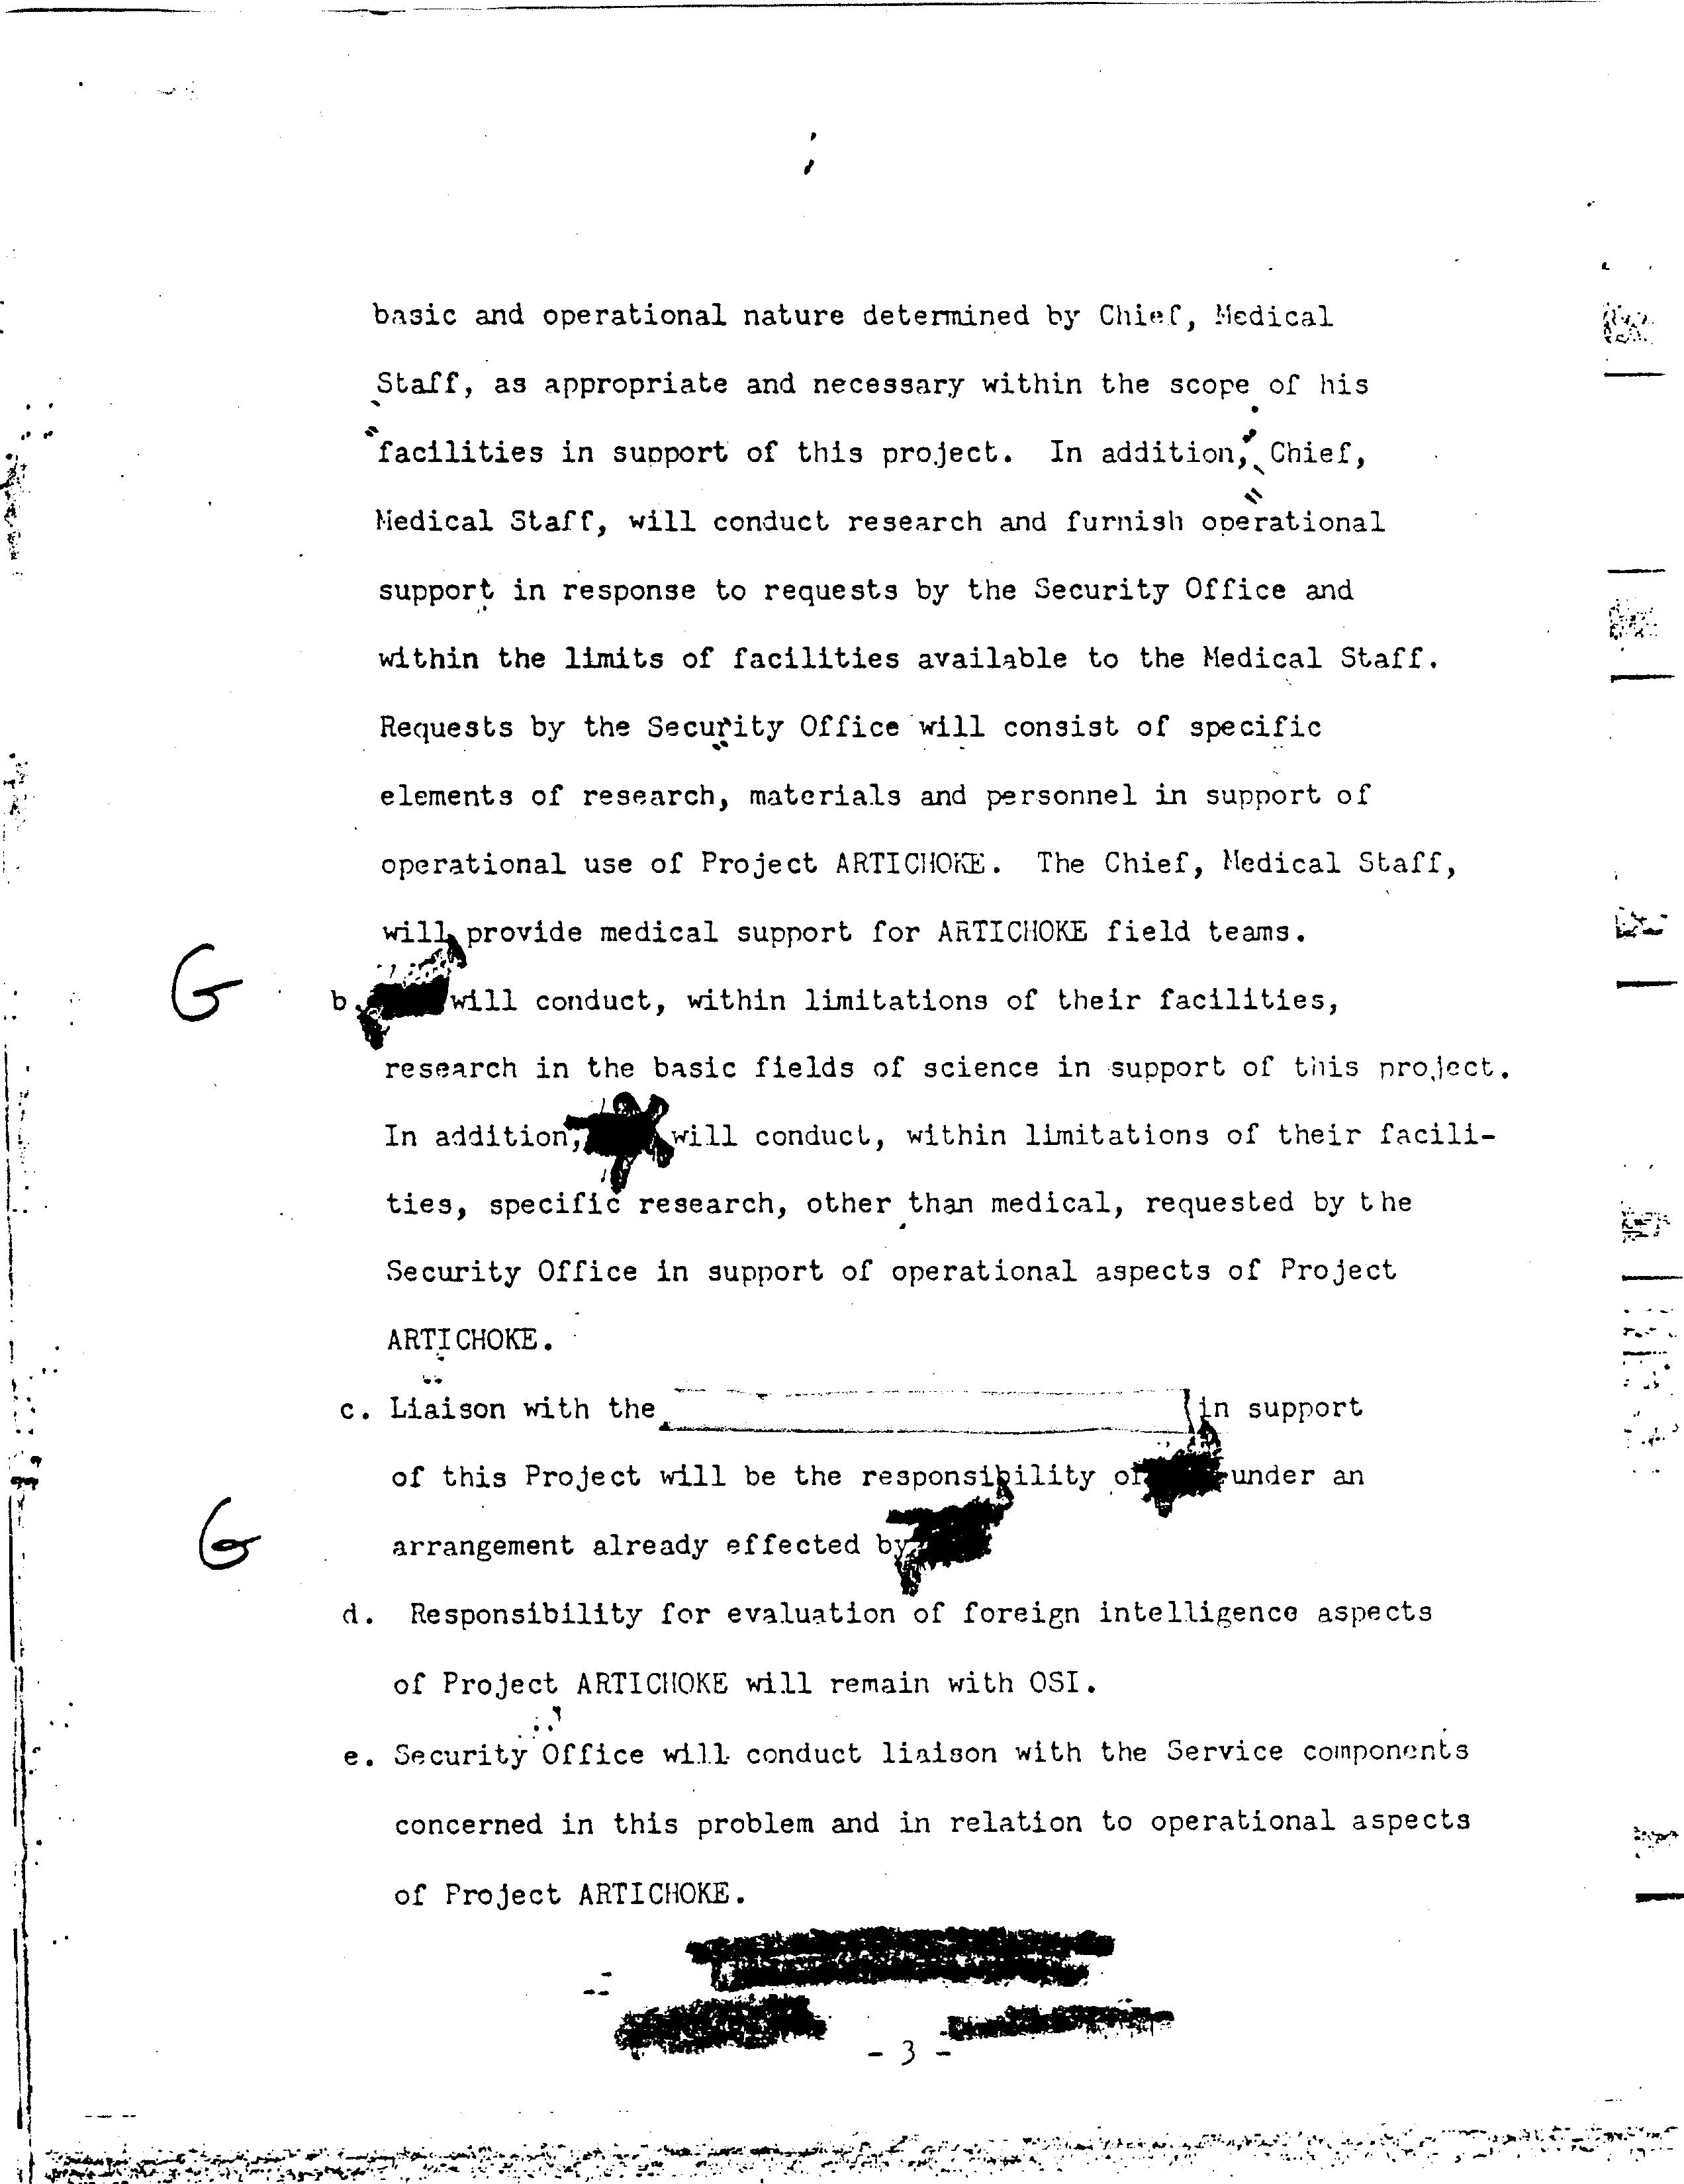 basic and operational nature determined by Chief, Medical
Staff, as appropriate and necessary within the scope of his
facilities in support of this project. In addition, Chief,
Medical Staff, will conduct research and furnish operational
support in response to requests by the Security Office and
within the limits of facilities available to the Medical Staff.
Requests by the Security Office will consist of specific
elements of research, materials and personnel in support of
operational use of Project ARTICHOKE. The Chief, Medical Staff,
will provide medical support for ARTICHOKE field teams.
G
b. will conduct, within limitations of their facilities,
research in the basic fields of science in support of this project.
In addition, will conduct, within limitations of their facili-
ties, specific research, other than medical, requested by the
Security Office in support of operational aspects of Project
ARTICHOKE.
c. Liaison with the in support
of this Project will be the responsibility of under an
G
arrangement already effected by
d. Responsibility for evaluation of foreign intelligence aspects
of Project ARTICHOKE will remain with OSI.
e. Security Office will conduct liaison with the Service components
concerned in this problem and in relation to operational aspects
of Project ARTICHOKE.
- 3 -